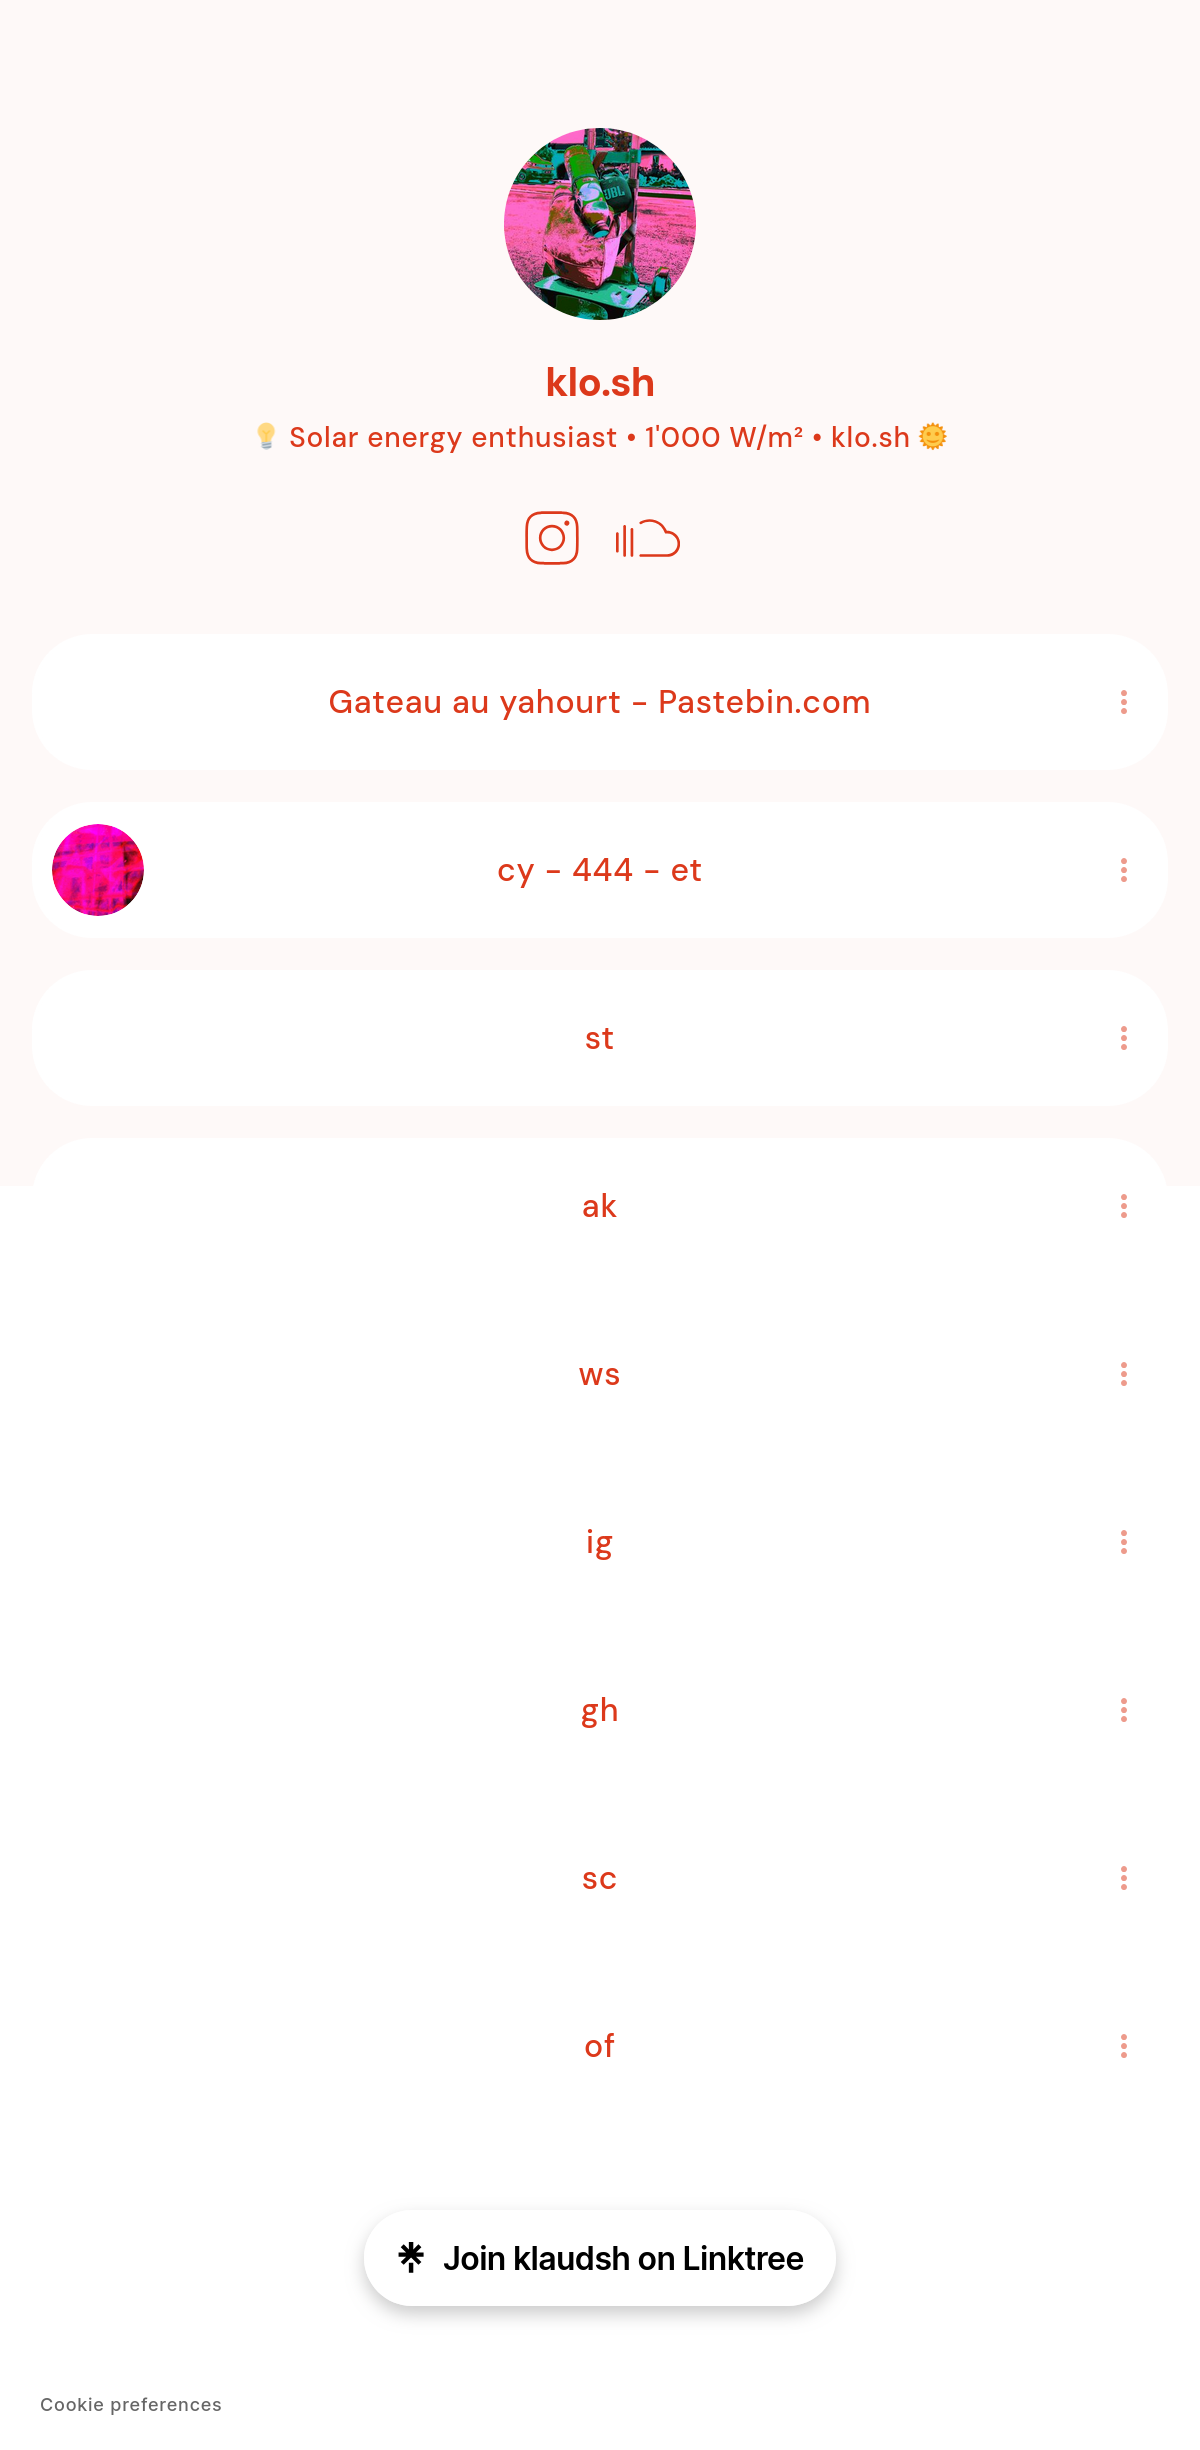 JBL
klo.sh
💡 Solar energy enthusiast • 1'000 W/m² • klo.sh 🌞
Gateau au yahourt - Pastebin.com
cy - 444 - et
st
ak
ws
ig
gh
sc
of
Join klaudsh on Linktree
Cookie preferences